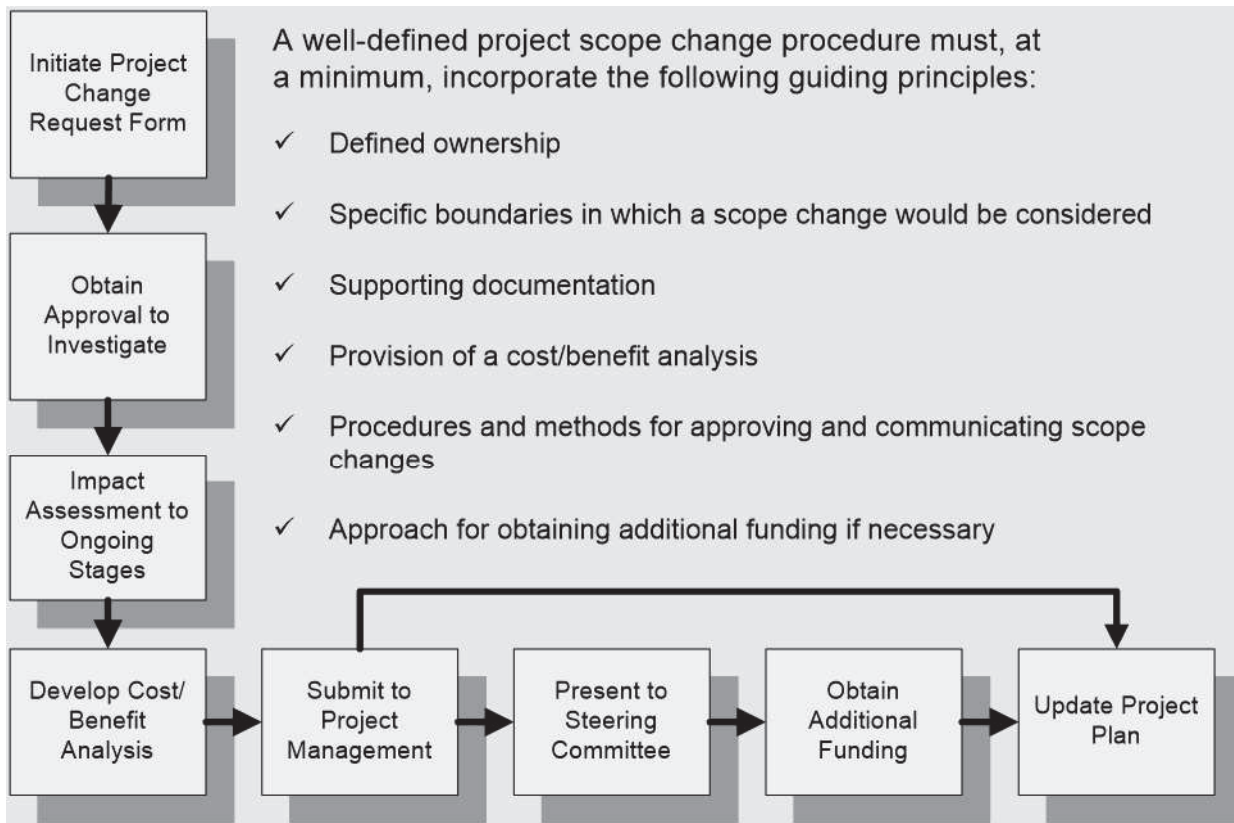 A well-defined project scope change procedure must, at
a minimum, incorporate the following guiding principles:
✓ Defined ownership
✓ Specific boundaries in which a scope change would be considered
✓ Supporting documentation
✓ Provision of a cost/benefit analysis
✓ Procedures and methods for approving and communicating scope
changes
✓ Approach for obtaining additional funding if necessary
Initiate Project
Change
Request Form
Obtain
Approval to
Investigate
Impact
Assessment to
Ongoing
Stages
Develop Cost/
Benefit
Analysis
Submit to
Project
Management
Present to
Steering
Committee
Obtain
Additional
Funding
Update Project
Plan